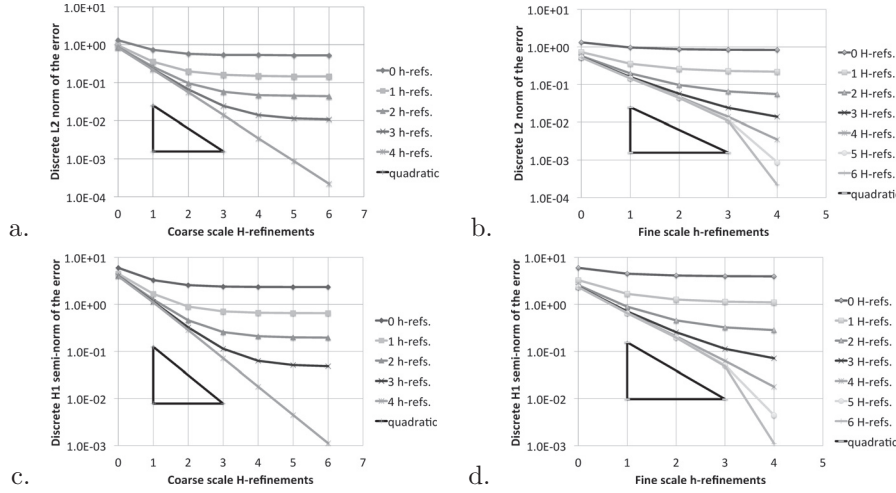 a.
Discrete L2 norm of the error
1.0E+01
1.0E+00
1.0E-01
1.0E-02
1.0E-03
1.0E-04
0 1 2 3 4 5 6 7
Coarse scale H-refinements
0 h-refs.
1 h-refs.
2 h-refs.
3 h-refs.
4 h-refs.
quadratic
b.
Discrete L2 norm of the error
1.0E+01
1.0E+00
1.0E-01
1.0E-02
1.0E-03
1.0E-04
0 1 2 3 4 5
Fine scale h-refinements
0 H-refs.
1 H-refs.
2 H-refs.
3 H-refs.
4 H-refs.
5 H-refs.
6 H-refs.
quadratic
c.
Discrete H1 semi-norm of the error
1.0E+01
1.0E+00
1.0E-01
1.0E-02
1.0E-03
0 1 2 3 4 5 6 7
Coarse scale H-refinements
0 h-refs.
1 h-refs.
2 h-refs.
3 h-refs.
4 h-refs.
quadratic
d.
Discrete H1 semi-norm of the error
1.0E+01
1.0E+00
1.0E-01
1.0E-02
1.0E-03
0 1 2 3 4 5
Fine scale h-refinements
0 H-refs.
1 H-refs.
2 H-refs.
3 H-refs.
4 H-refs.
5 H-refs.
6 H-refs.
quadratic